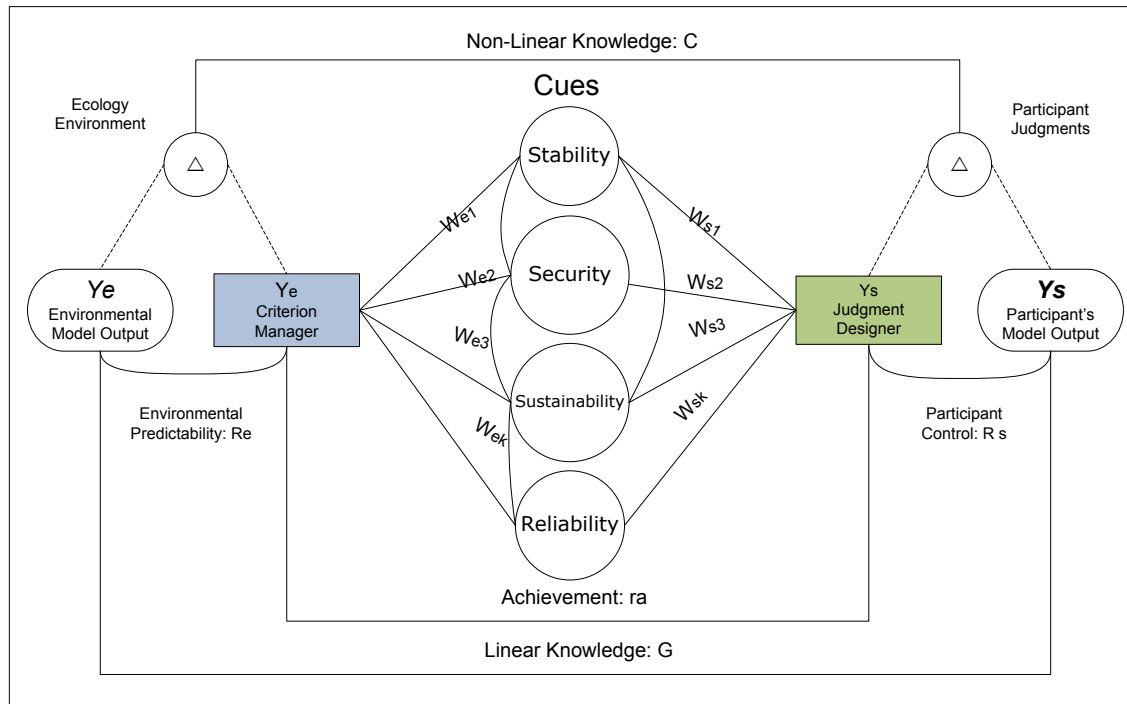 Non-Linear Knowledge: C
Cues
Ecology
Environment
Participant
Judgments
△
△
Stability
Security
Sustainability
Reliability
We1
We2
We3
Wek
Ws1
Ws2
Ws3
Wsk
Ye
Environmental
Model Output
Ye
Criterion
Manager
Ys
Judgment
Designer
Ys
Participant's
Model Output
Environmental
Predictability: Re
Participant
Control: R s
Achievement: ra
Linear Knowledge: G